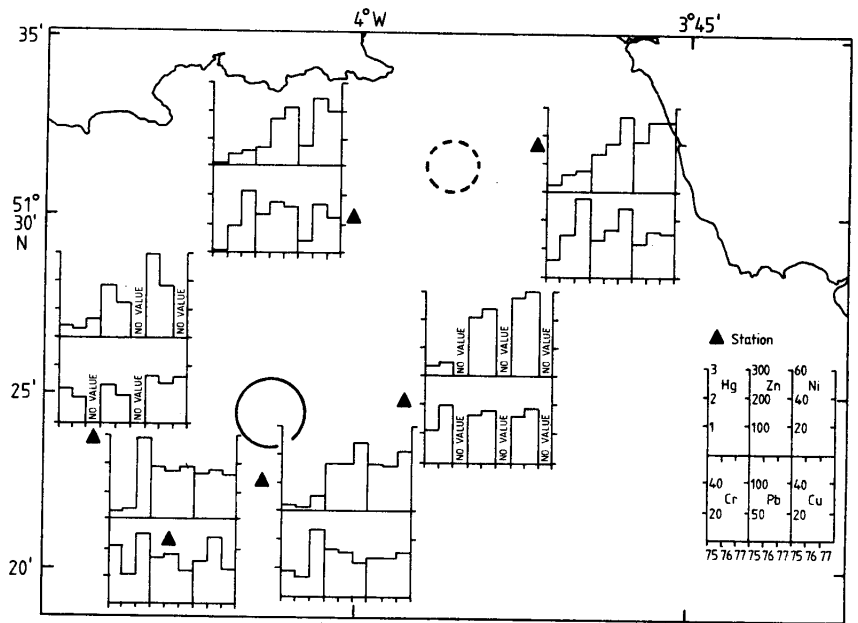 35'
4° W
3° 45'
51°
30'
N
NO VALUE
NO VALUE
NO VALUE
NO VALUE
NO VALUE
NO VALUE
NO VALUE
NO VALUE
NO VALUE
NO VALUE
25'
20'
▲ Station
3 Hg 300 Zn 60 Ni
2 200 40
1 100 20
40 100 40
Cr Pb Cu
20 50 20
75 76 77 75 76 77 75 76 77